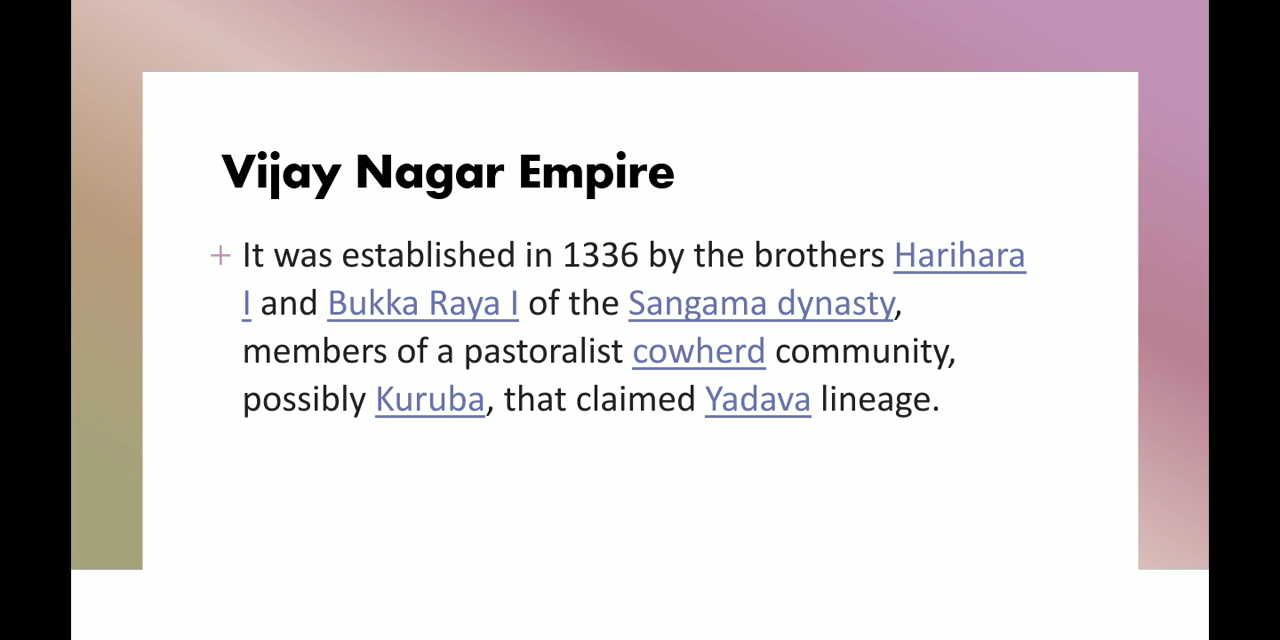 Vijay Nagar Empire
+ It was established in 1336 by the brothers Harihara
I and Bukka Raya I of the Sangama dynasty,
members of a pastoralist cowherd community,
possibly Kuruba, that claimed Yadava lineage.